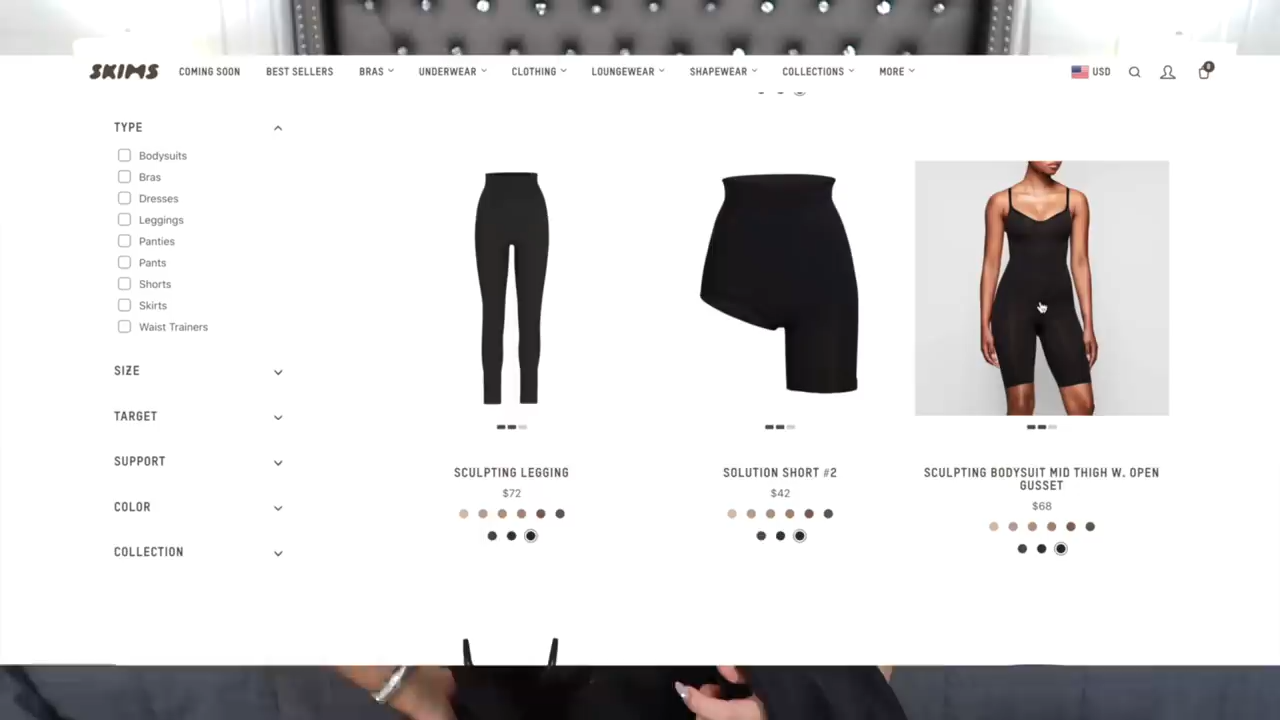 SKIMS COMING SOON BEST SELLERS BRAS UNDERWEAR CLOTHING LOUNGEWEAR SHAPEWEAR COLLECTIONS MORE USD 0
TYPE
Bodysuits
Bras
Dresses
Leggings
Panties
Pants
Shorts
Skirts
Waist Trainers
SIZE
TARGET
SUPPORT
COLOR
COLLECTION
SCULPTING LEGGING
$72
SOLUTION SHORT #2
$42
SCULPTING BODYSUIT MID THIGH W. OPEN
GUSSET
$68